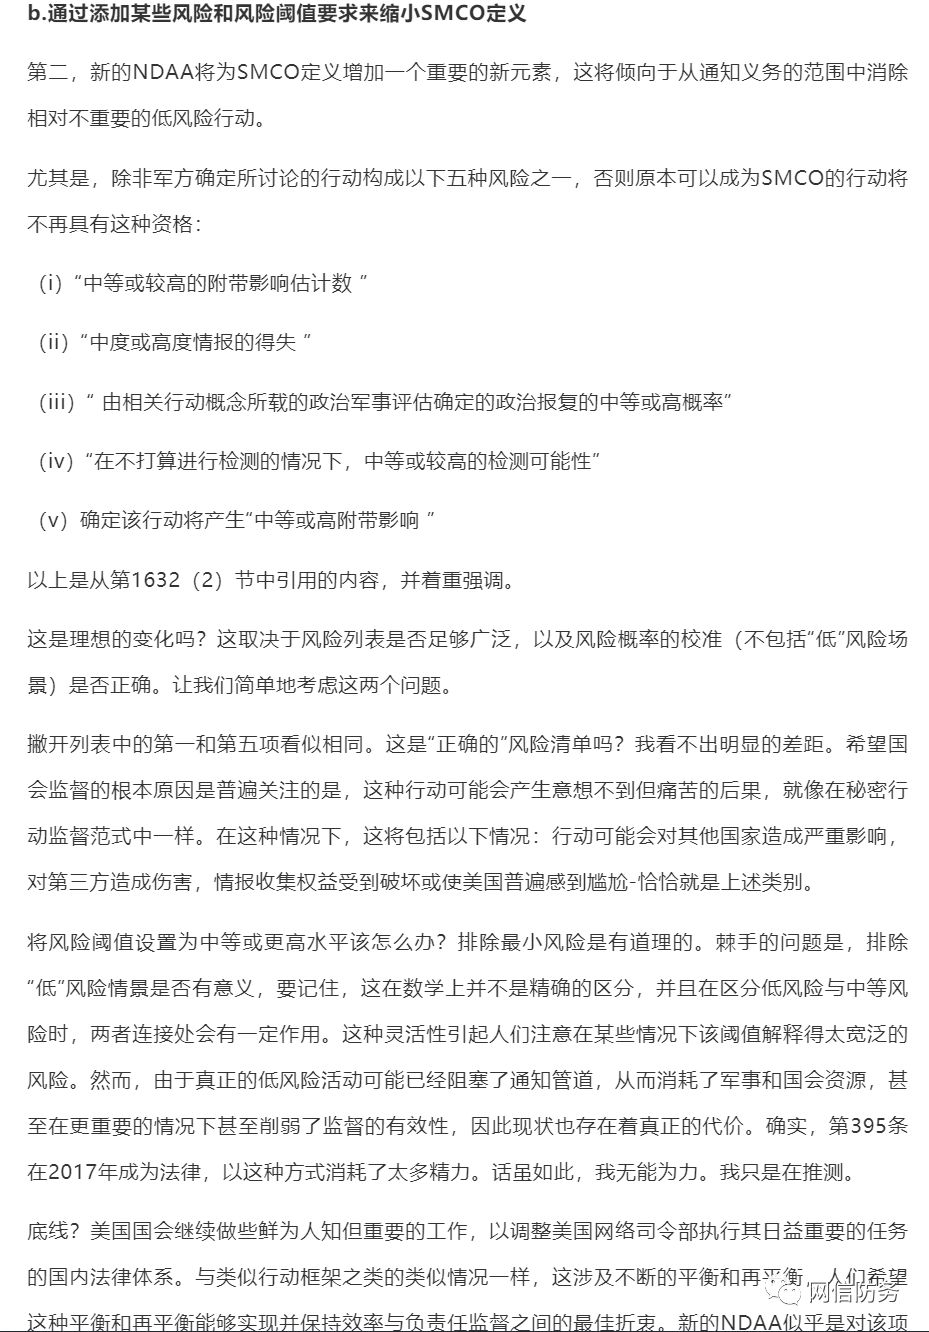 b.通过添加某些风险和风险阈值要求来缩小SMCO定义
第二，新的NDAA将为SMCO定义增加一个重要的新元素，这将倾向于从通知义务的范围中消除
相对不重要的低风险行动。
尤其是，除非军方确定所讨论的行动构成以下五种风险之一，否则原本可以成为SMCO的行动将
不再具有这种资格：
（i）“中等或较高的附带影响估计数 ”
（ii）“中度或高度情报的得失 ”
（iii）“ 由相关行动概念所载的政治军事评估确定的政治报复的中等或高概率”
（iv）“在不打算进行检测的情况下，中等或较高的检测可能性”
（v）确定该行动将产生“中等或高附带影响 ”
以上是从第1632（2）节中引用的内容，并着重强调。
这是理想的变化吗？这取决于风险列表是否足够广泛，以及风险概率的校准（不包括“低”风险场
景）是否正确。让我们简单地考虑这两个问题。
撇开列表中的第一和第五项看似相同。这是“正确的”风险清单吗？我看不出明显的差距。希望国
会监督的根本原因是普遍关注的是，这种行动可能会产生意想不到但痛苦的后果，就像在秘密行
动监督范式中一样。在这种情况下，这将包括以下情况：行动可能会对其他国家造成严重影响，
对第三方造成伤害，情报收集权益受到破坏或使美国普遍感到尴尬-恰恰就是上述类别。
将风险阈值设置为中等或更高水平该怎么办？排除最小风险是有道理的。棘手的问题是，排除
“低”风险情景是否有意义，要记住，这在数学上并不是精确的区分，并且在区分低风险与中等风
险时，两者连接处会有一定作用。这种灵活性引起人们注意在某些情况下该阈值解释得太宽泛的
风险。然而，由于真正的低风险活动可能已经阻塞了通知管道，从而消耗了军事和国会资源，甚
至在更重要的情况下甚至削弱了监督的有效性，因此现状也存在着真正的代价。确实，第395条
在2017年成为法律，以这种方式消耗了太多精力。话虽如此，我无能为力。我只是在推测。
底线？美国国会继续做些鲜为人知但重要的工作，以调整美国网络司令部执行其日益重要的任务
的国内法律体系。与类似行动框架之类的类似情况一样，这涉及不断的平衡和再平衡，人们希望
这种平衡和再平衡能够实现并保持效率与负责任监督之间的最佳折衷。新的NDAA似乎是对该项
网信防务